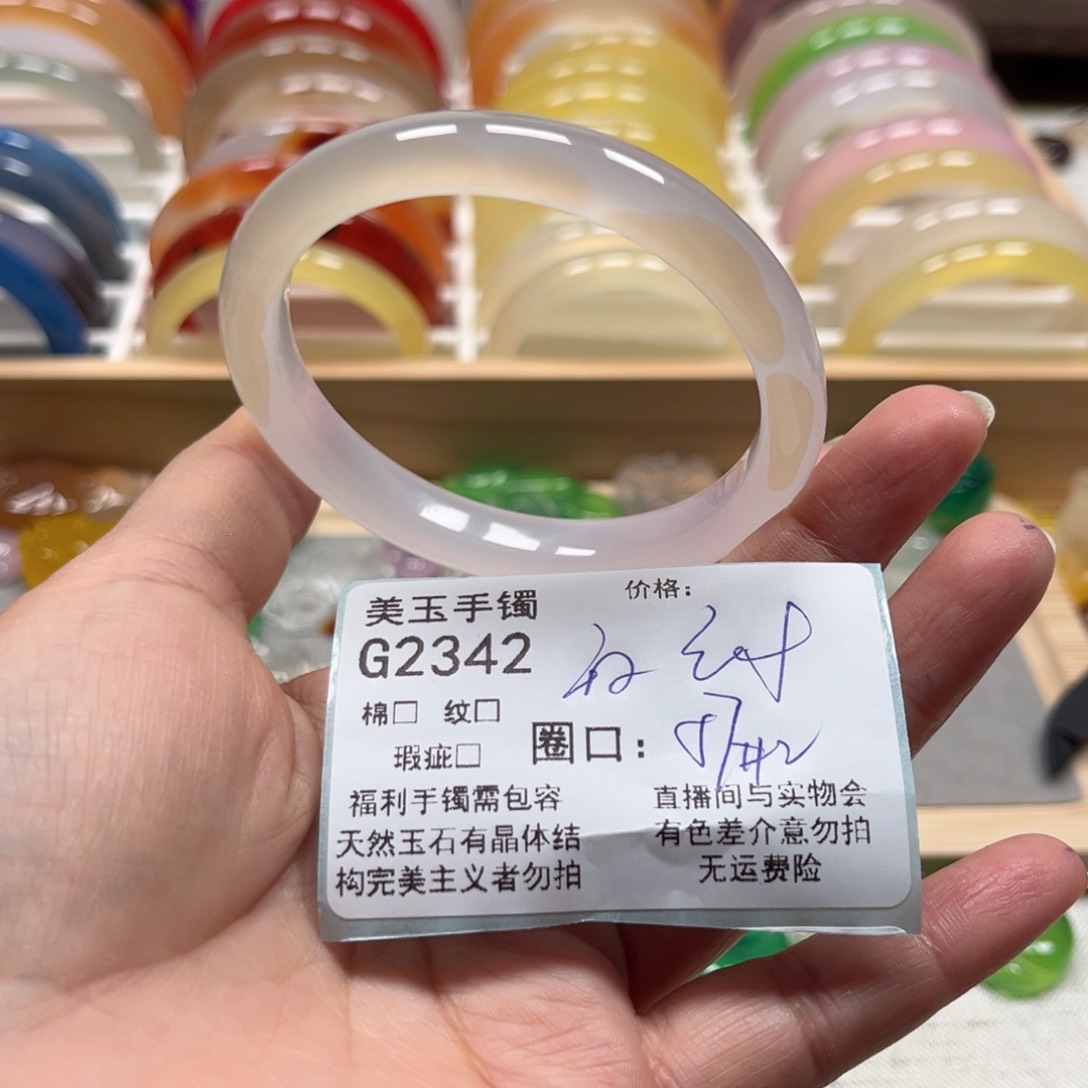 美玉手镯 价格：
G2342
棉□ 纹□
瑕疵□ 圈口：
福利手镯需包容
天然玉石有晶体结
构完美主义者勿拍
直播间与实物会
有色差介意勿拍
无运费险